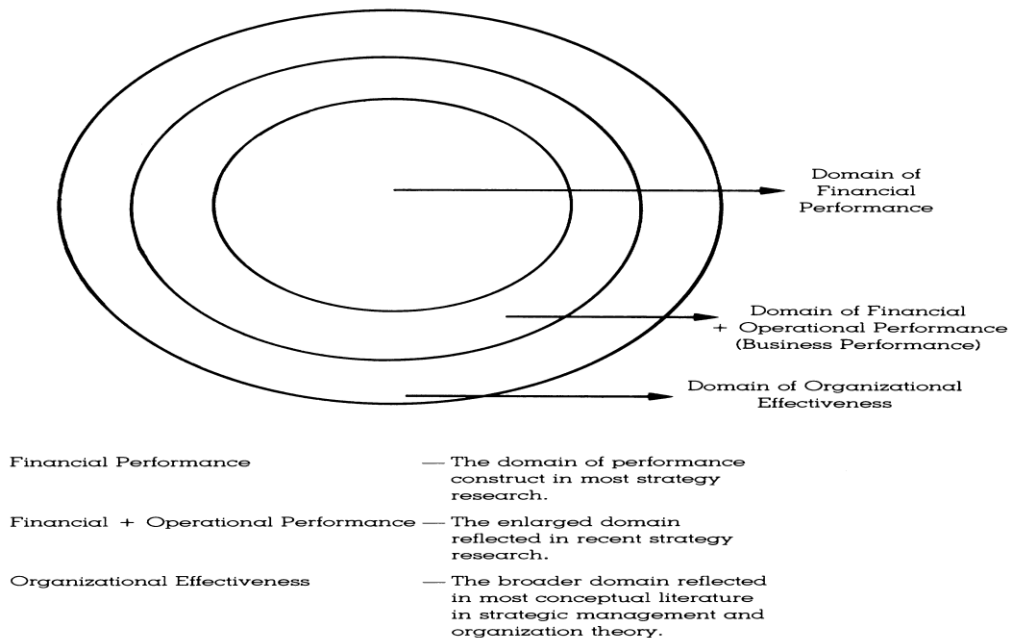 Domain of
Financial
Performance
Domain of Financial
+ Operational Performance
(Business Performance)
Domain of Organizational
Effectiveness
Financial Performance — The domain of performance
construct in most strategy
research.
Financial + Operational Performance — The enlarged domain
reflected in recent strategy
research.
Organizational Effectiveness — The broader domain reflected
in most conceptual literature
in strategic management and
organization theory.